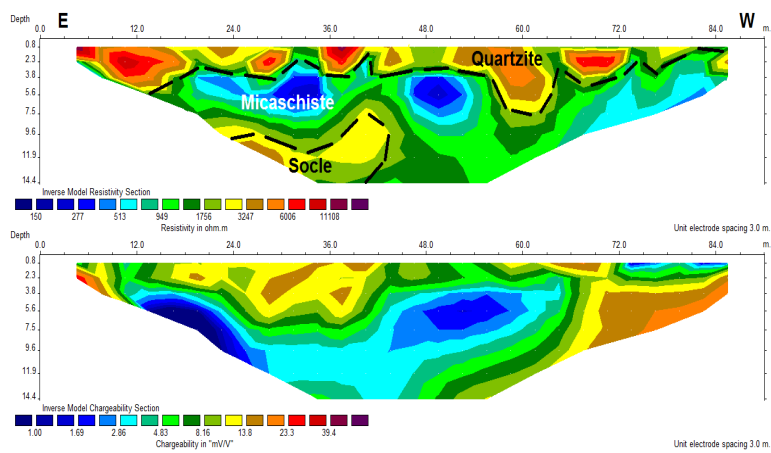 E W
Depth 0.0 12.0 24.0 36.0 48.0 60.0 72.0 84.0 m.
0.8
2.3
3.8
5.6
7.5
9.6
11.9
14.4
Quartzite
Micaschiste
Socle
Inverse Model Resistivity Section
150 277 513 949 1756 3247 6006 11108
Resistivity in ohm.m
Unit electrode spacing 3.0 m.
Depth 0.0 12.0 24.0 36.0 48.0 60.0 72.0 84.0 m.
0.8
2.3
3.8
5.6
7.5
9.6
11.9
14.4
Inverse Model Chargeability Section
1.00 1.69 2.86 4.83 8.16 13.8 23.3 39.4
Chargeability in "mV/V"
Unit electrode spacing 3.0 m.